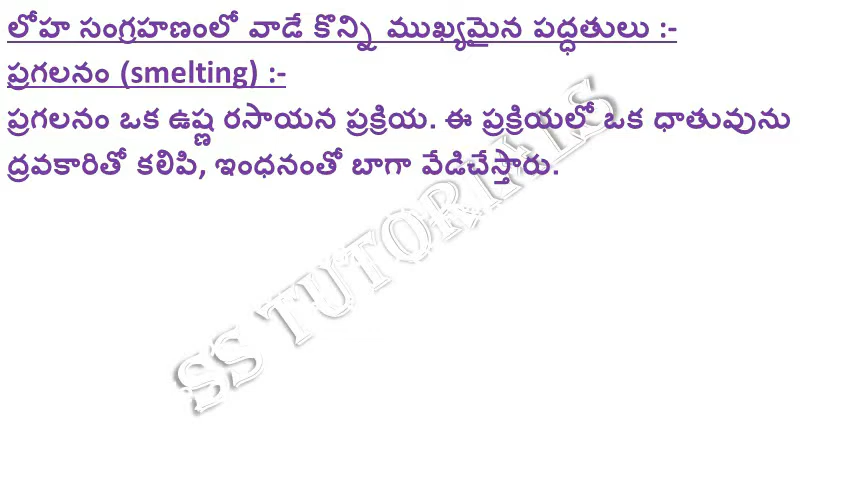 లోహ సంగ్రహణంలో వాడే కొన్ని ముఖ్యమైన పద్ధతులు :-
ప్రగలనం (smelting) :-
ప్రగలనం ఒక ఉష్ణ రసాయన ప్రక్రియ. ఈ ప్రక్రియలో ఒక ధాతువును
ద్రవకారితో కలిపి, ఇంధనంతో బాగా వేడిచేస్తారు.
SS TUTORIALS